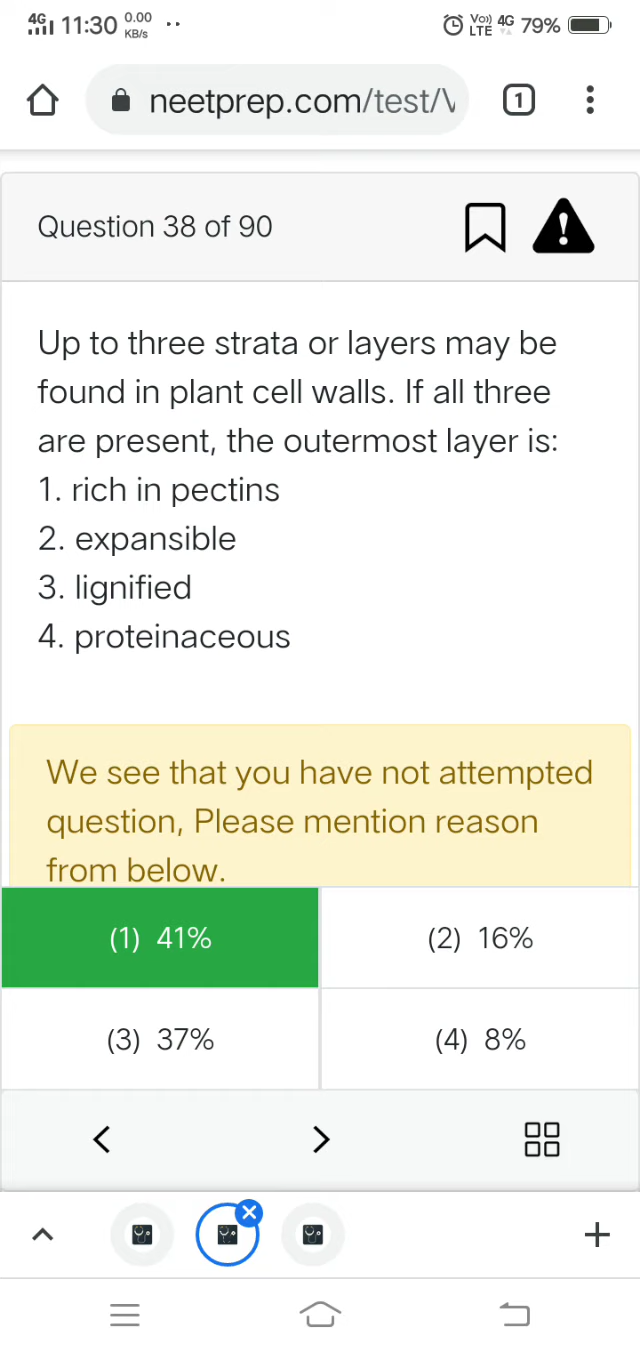 4G 11:30 0.00 KB/s ··
Vo)) LTE 4G 79%
neetprep.com/test/\
1
Question 38 of 90
Up to three strata or layers may be
found in plant cell walls. If all three
are present, the outermost layer is:
1. rich in pectins
2. expansible
3. lignified
4. proteinaceous
We see that you have not attempted
question, Please mention reason
from below.
(1) 41%
(2) 16%
(3) 37%
(4) 8%